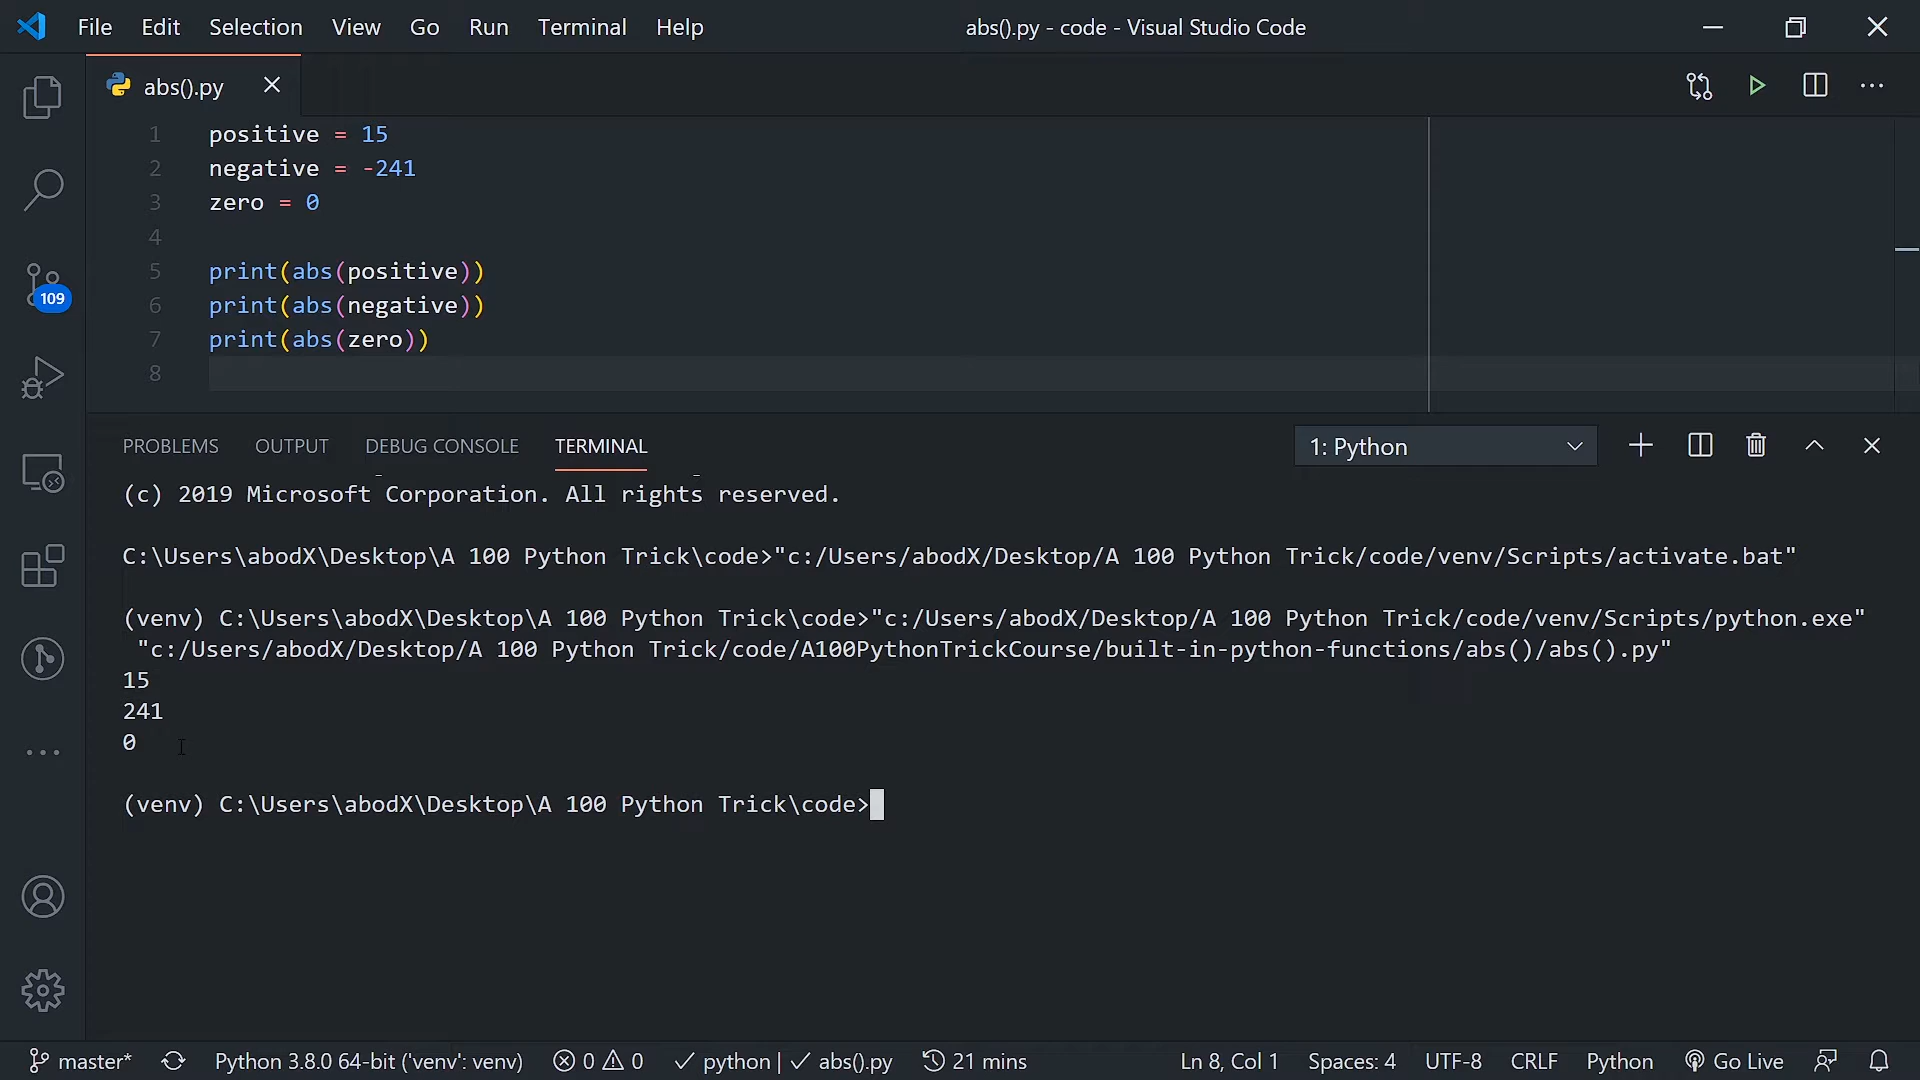 File Edit Selection View Go Run Terminal Help abs().py - code - Visual Studio Code
abs().py
1 positive = 15
2 negative = -241
3 zero = 0
4
5 print(abs(positive))
6 print(abs(negative))
7 print(abs(zero))
8
109
PROBLEMS OUTPUT DEBUG CONSOLE TERMINAL 1: Python
(c) 2019 Microsoft Corporation. All rights reserved.
C:\Users\abodX\Desktop\A 100 Python Trick\code>"c:/Users/abodX/Desktop/A 100 Python Trick/code/venv/Scripts/activate.bat"
(venv) C:\Users\abodX\Desktop\A 100 Python Trick\code>"c:/Users/abodX/Desktop/A 100 Python Trick/code/venv/Scripts/python.exe"
"c:/Users/abodX/Desktop/A 100 Python Trick/code/A100PythonTrickCourse/built-in-python-functions/abs()/abs().py"
15
241
0
(venv) C:\Users\abodX\Desktop\A 100 Python Trick\code>
master* Python 3.8.0 64-bit ('venv': venv) 0 0 python | abs().py 21 mins Ln 8, Col 1 Spaces: 4 UTF-8 CRLF Python Go Live